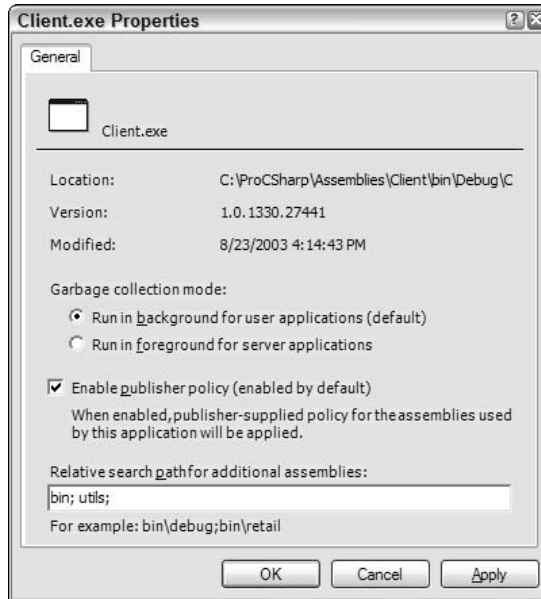 Client.exe Properties
General
Client.exe
Location: C:\ProCSharp\Assemblies\Client\bin\Debug\C
Version: 1.0.1330.27441
Modified: 8/23/2003 4:14:43 PM
Garbage collection mode:
Run in background for user applications (default)
Run in foreground for server applications
Enable publisher policy (enabled by default)
When enabled, publisher-supplied policy for the assemblies used
by this application will be applied.
Relative search path for additional assemblies:
bin; utils;
For example: bin\debug;bin\retail
OK Cancel Apply